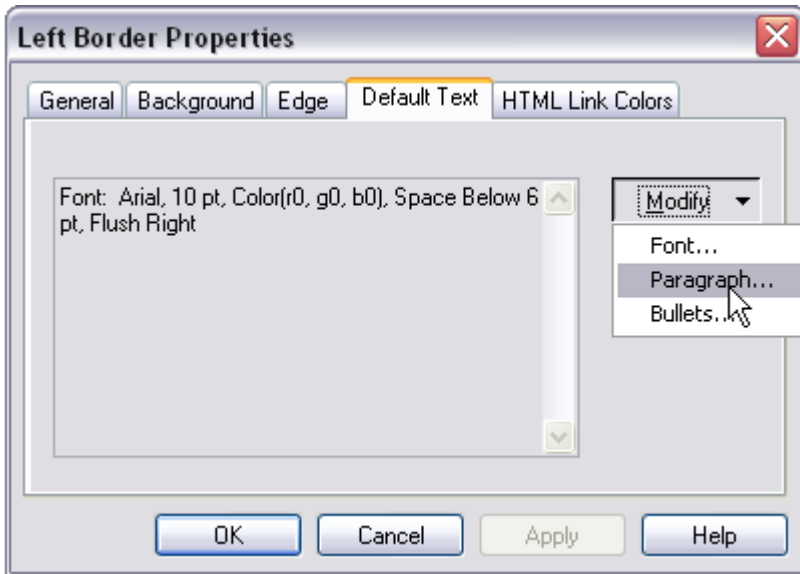 Left Border Properties
General Background Edge Default Text HTML Link Colors
Font: Arial, 10 pt, Color(r0, g0, b0), Space Below 6
pt, Flush Right
Modify
Font...
Paragraph...
Bullets...
OK Cancel Apply Help